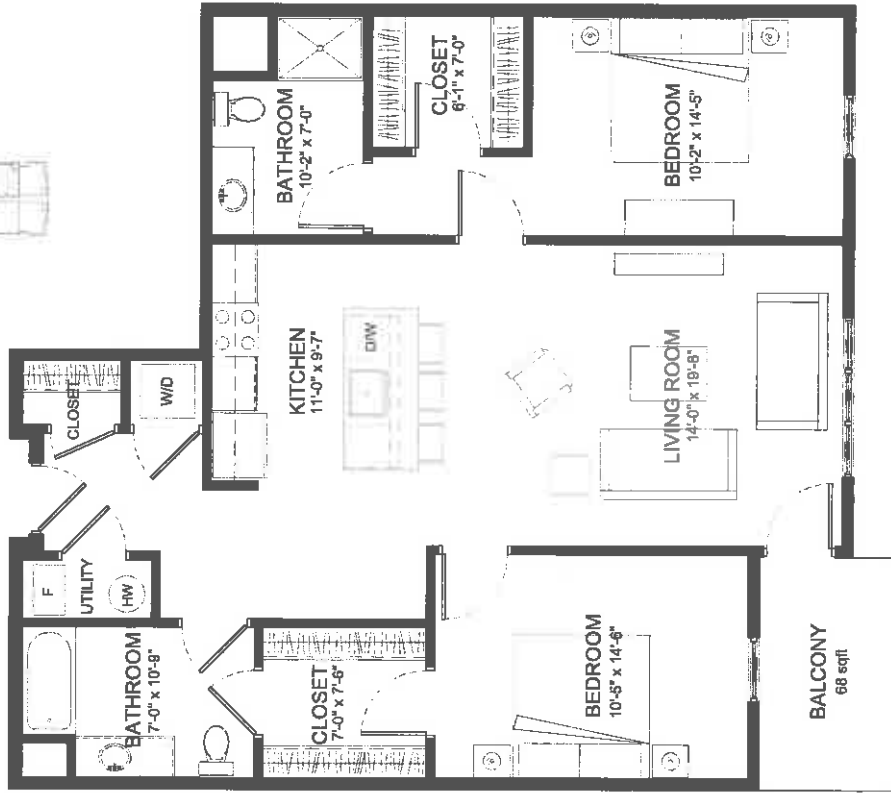 BATHROOM
10'-2" x 7'-0"
CLOSET
6'-1" x 7'-0"
BEDROOM
10'-2" x 14'-5"
CLOSET
W/D
KITCHEN
11'-0" x 9'-7"
D/W
LIVING ROOM
14'-0" x 19'-8"
F
UTILITY
HW
BATHROOM
7'-0" x 10'-9"
CLOSET
7'-0" x 7'-6"
BEDROOM
10'-5" x 14'-6"
BALCONY
68 sqft